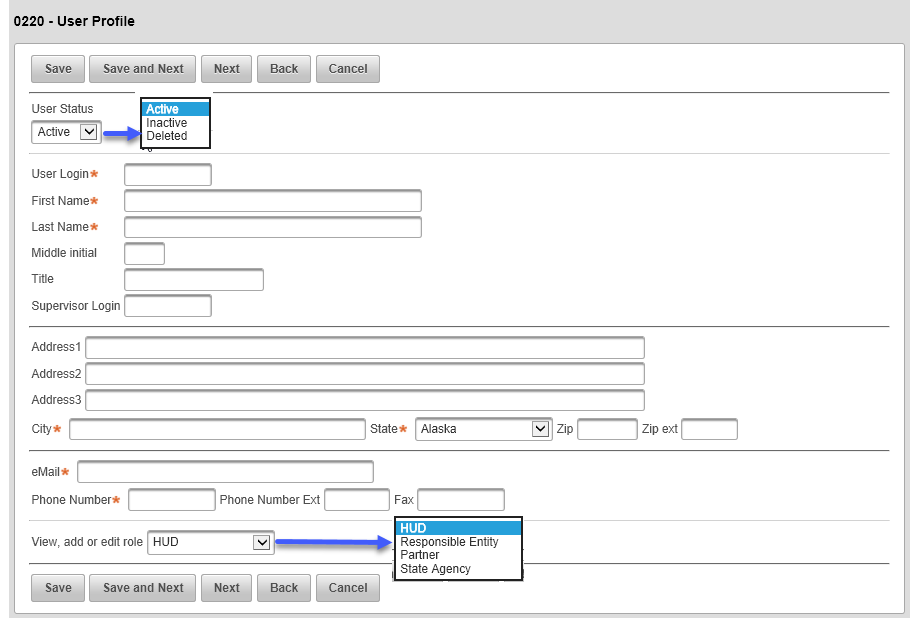 0220 - User Profile
Save Save and Next Next Back Cancel
User Status
Active
Active
Inactive
Deleted
User Login*
First Name*
Last Name*
Middle initial
Title
Supervisor Login
Address1
Address2
Address3
City* State* Alaska Zip Zip ext
eMail*
Phone Number* Phone Number Ext Fax
View, add or edit role HUD
HUD
Responsible Entity
Partner
State Agency
Save Save and Next Next Back Cancel